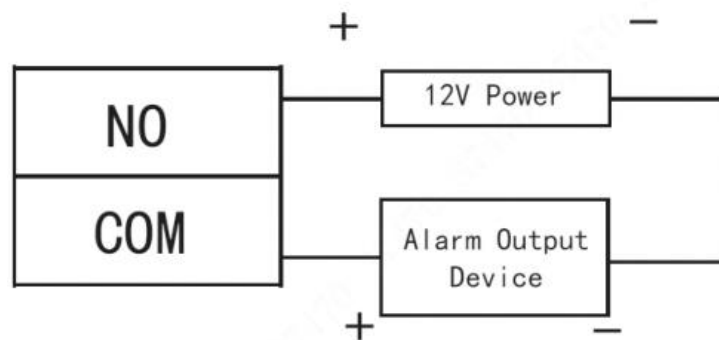 + -
NO
12V Power
COM
Alarm Output
Device
+ -